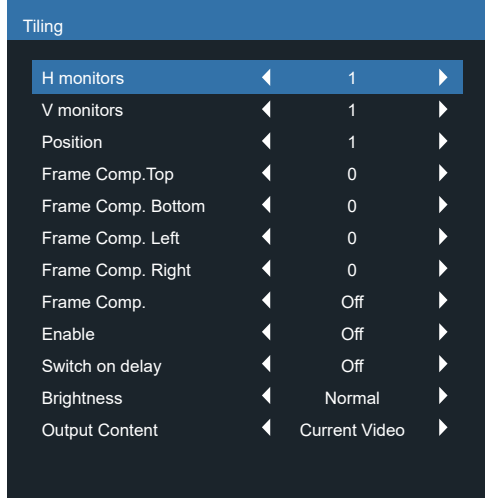 Tiling
H monitors 1
V monitors 1
Position 1
Frame Comp.Top 0
Frame Comp. Bottom 0
Frame Comp. Left 0
Frame Comp. Right 0
Frame Comp. Off
Enable Off
Switch on delay Off
Brightness Normal
Output Content Current Video